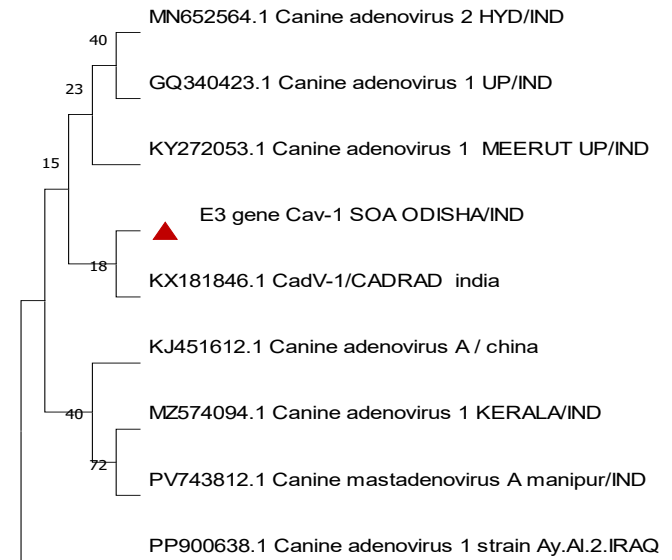 MN652564.1 Canine adenovirus 2 HYD/IND
40
GQ340423.1 Canine adenovirus 1 UP/IND
23
KY272053.1 Canine adenovirus 1 MEERUT UP/IND
15
E3 gene Cav-1 SOA ODISHA/IND
18
KX181846.1 CadV-1/CADRAD india
KJ451612.1 Canine adenovirus A / china
40
MZ574094.1 Canine adenovirus 1 KERALA/IND
72
PV743812.1 Canine mastadenovirus A manipur/IND
PP900638.1 Canine adenovirus 1 strain Ay.Al.2.IRAQ